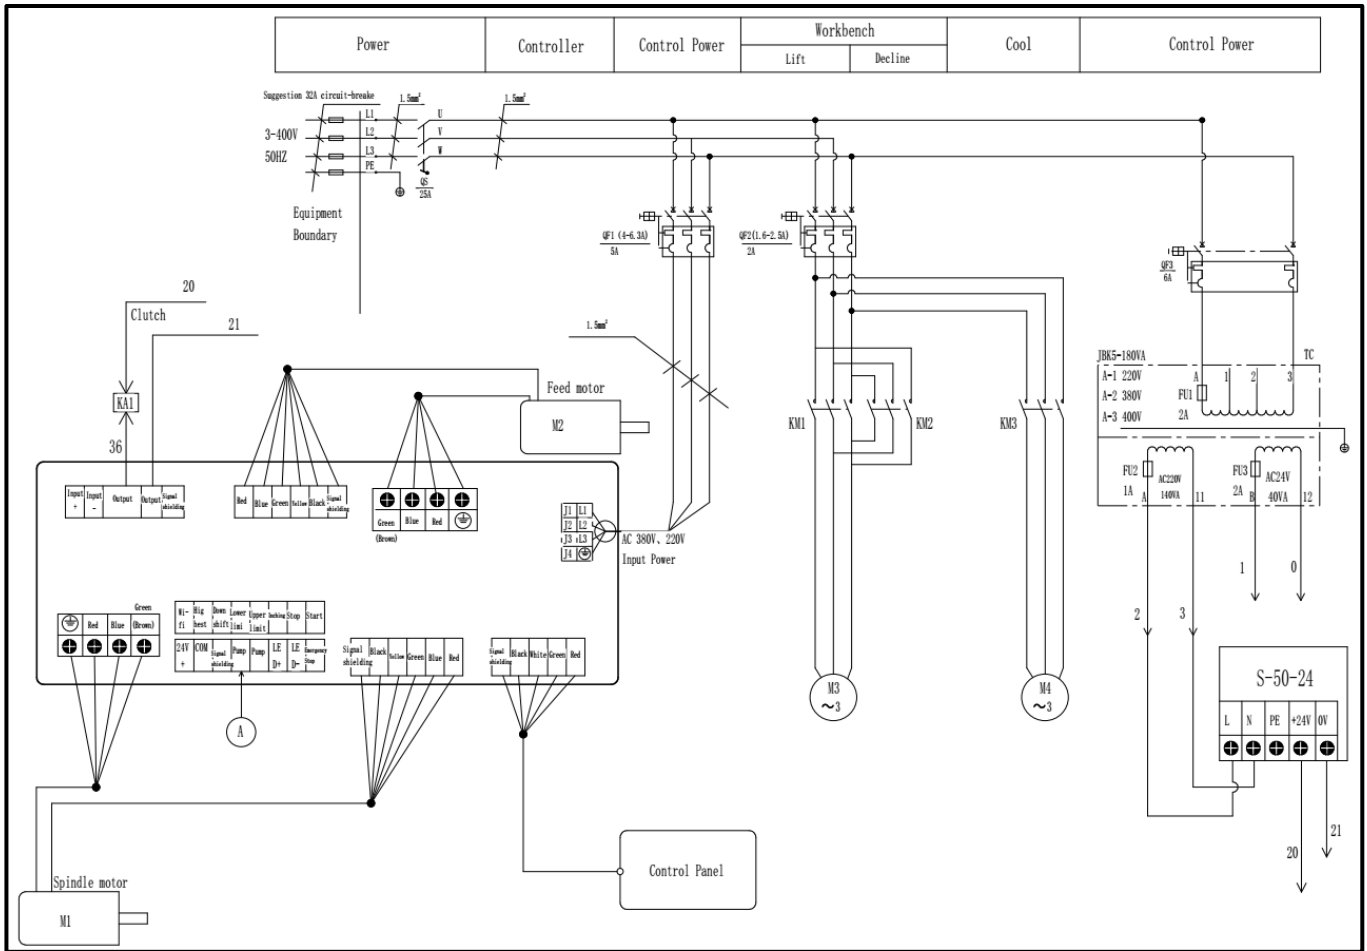 Power
Controller
Control Power
Workbench
Lift
Decline
Cool
Control Power
Suggestion 32A circuit-breake
1.5mm²
1.5mm²
3-400V
50HZ
L1
L2
L3
PE
U
V
W
QS
25A
Equipment
Boundary
QF1 (4-6.3A)
5A
QF2(1.6-2.5A)
2A
QF3
6A
20
Clutch
21
KA1
36
1.5mm²
Feed motor
M2
KM1
KM2
KM3
JBK5-180VA
TC
A-1 220V
A-2 380V
A-3 400V
A
1
2
3
FU1
2A
FU2
1A
A
AC220V
140VA
11
FU3
2A
B
AC24V
40VA
12
Input
+
Input
-
Output
Output
Signal
shielding
Red
Blue
Green
Yellow
Black
Signal
shielding
Green
(Brown)
Blue
Red
J1 L1
J2 L2
J3 L3
J4
AC 380V、220V
Input Power
1
0
2
3
Green
Red
Blue
(Brown)
Wi-
fi
Hig
hest
Down
shift
Lower
limi
Upper
limit
Stop
Start
24V
+
COM
Signal
shielding
Pump
Pump
LE
D+
LE
D-
Emergency
Stop
A
Signal
shielding
Black
Yellow
Green
Blue
Red
Signal
shielding
Black
White
Green
Red
M3
～3
M4
～3
S-50-24
L
N
PE
+24V
0V
20
21
Control Panel
Spindle motor
M1